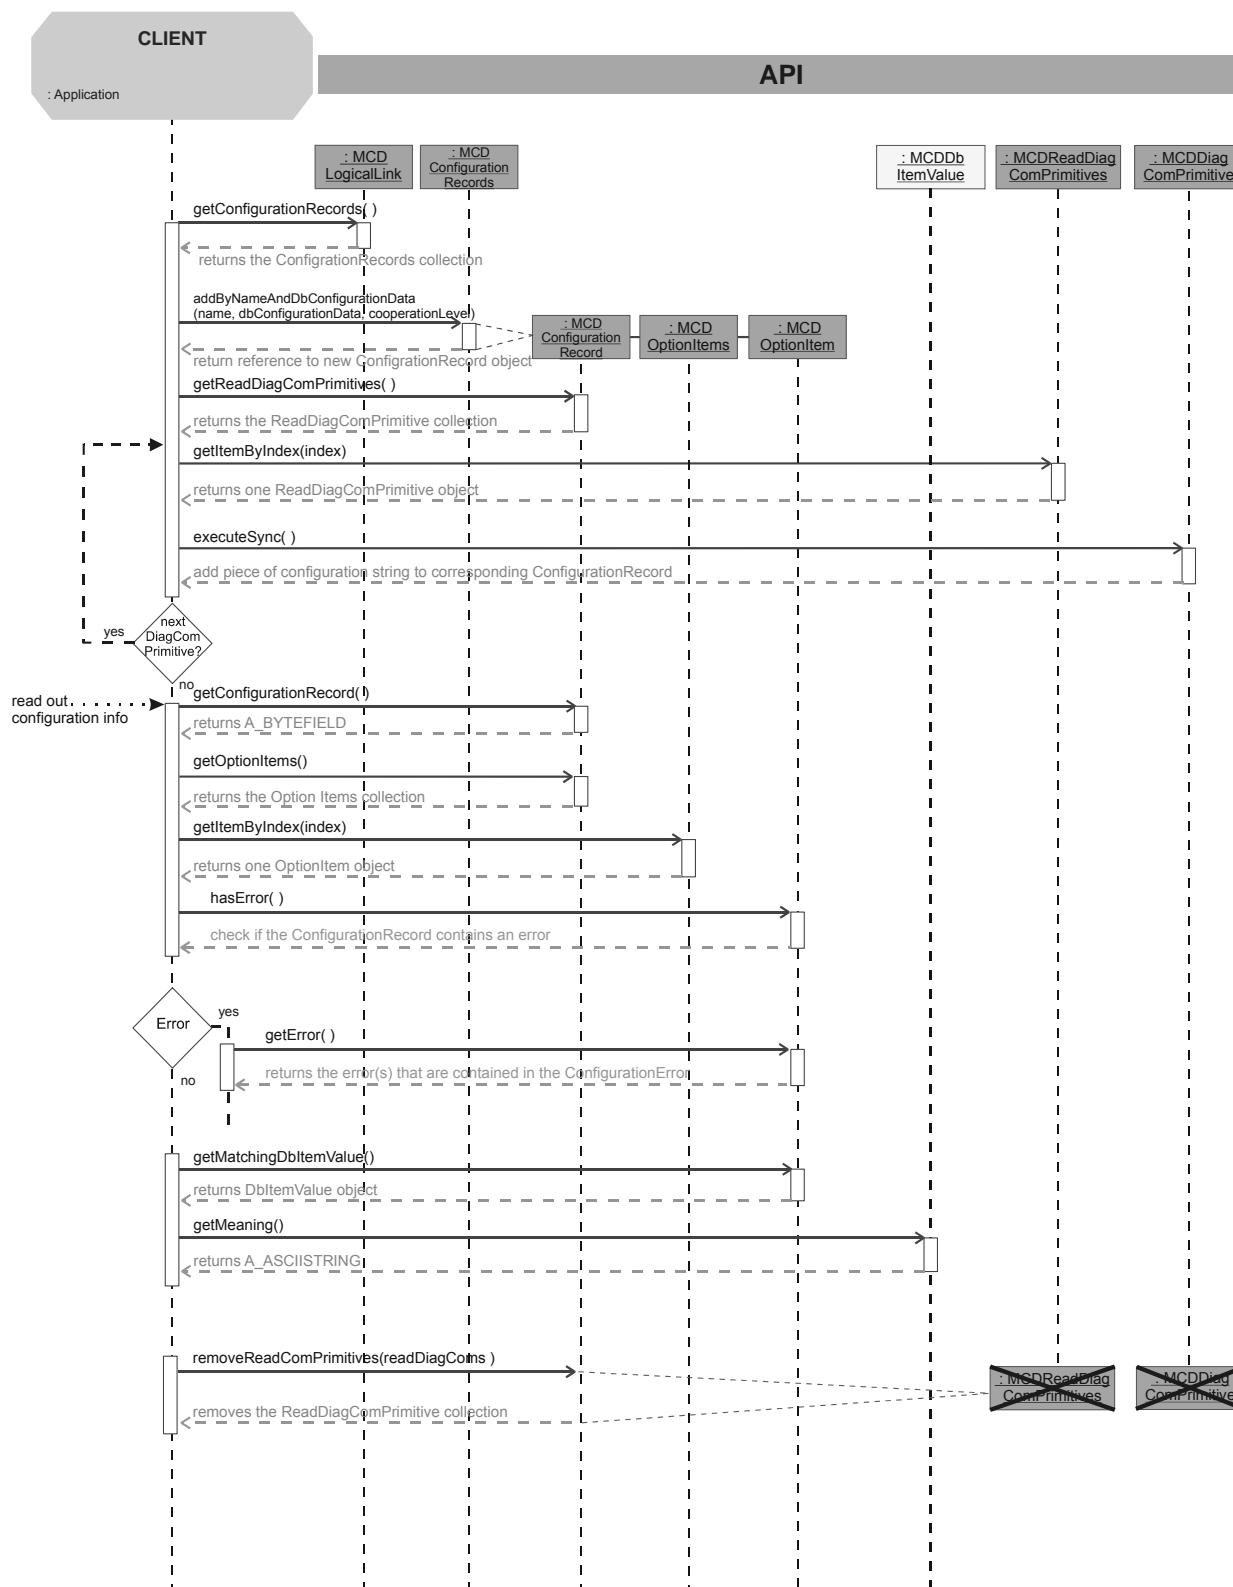 CLIENT
: Application
API
: MCD
LogicalLink
: MCD
Configuration
Records
: MCDDb
ItemValue
: MCDReadDiag
ComPrimitives
: MCDDiag
ComPrimitive
getConfigurationRecords( )
returns the ConfigrationRecords collection
addByNameAndDbConfigurationData
(name, dbConfigurationData, cooperationLevel)
: MCD
Configuration
Record
: MCD
OptionItems
: MCD
OptionItem
return reference to new ConfigrationRecord object
getReadDiagComPrimitives( )
returns the ReadDiagComPrimitive collection
getItemByIndex(index)
returns one ReadDiagComPrimitive object
executeSync( )
add piece of configuration string to corresponding ConfigurationRecord
next
DiagCom
Primitive?
yes
no
read out
configuration info
getConfigurationRecord( )
returns A_BYTEFIELD
getOptionItems()
returns the Option Items collection
getItemByIndex(index)
returns one OptionItem object
hasError( )
check if the ConfigurationRecord contains an error
Error
yes
getError( )
returns the error(s) that are contained in the ConfigurationError
no
getMatchingDbItemValue()
returns DbItemValue object
getMeaning()
returns A_ASCIISTRING
removeReadComPrimitives(readDiagComs )
removes the ReadDiagComPrimitive collection
: MCDReadDiag
ComPrimitives
: MCDDiag
ComPrimitive